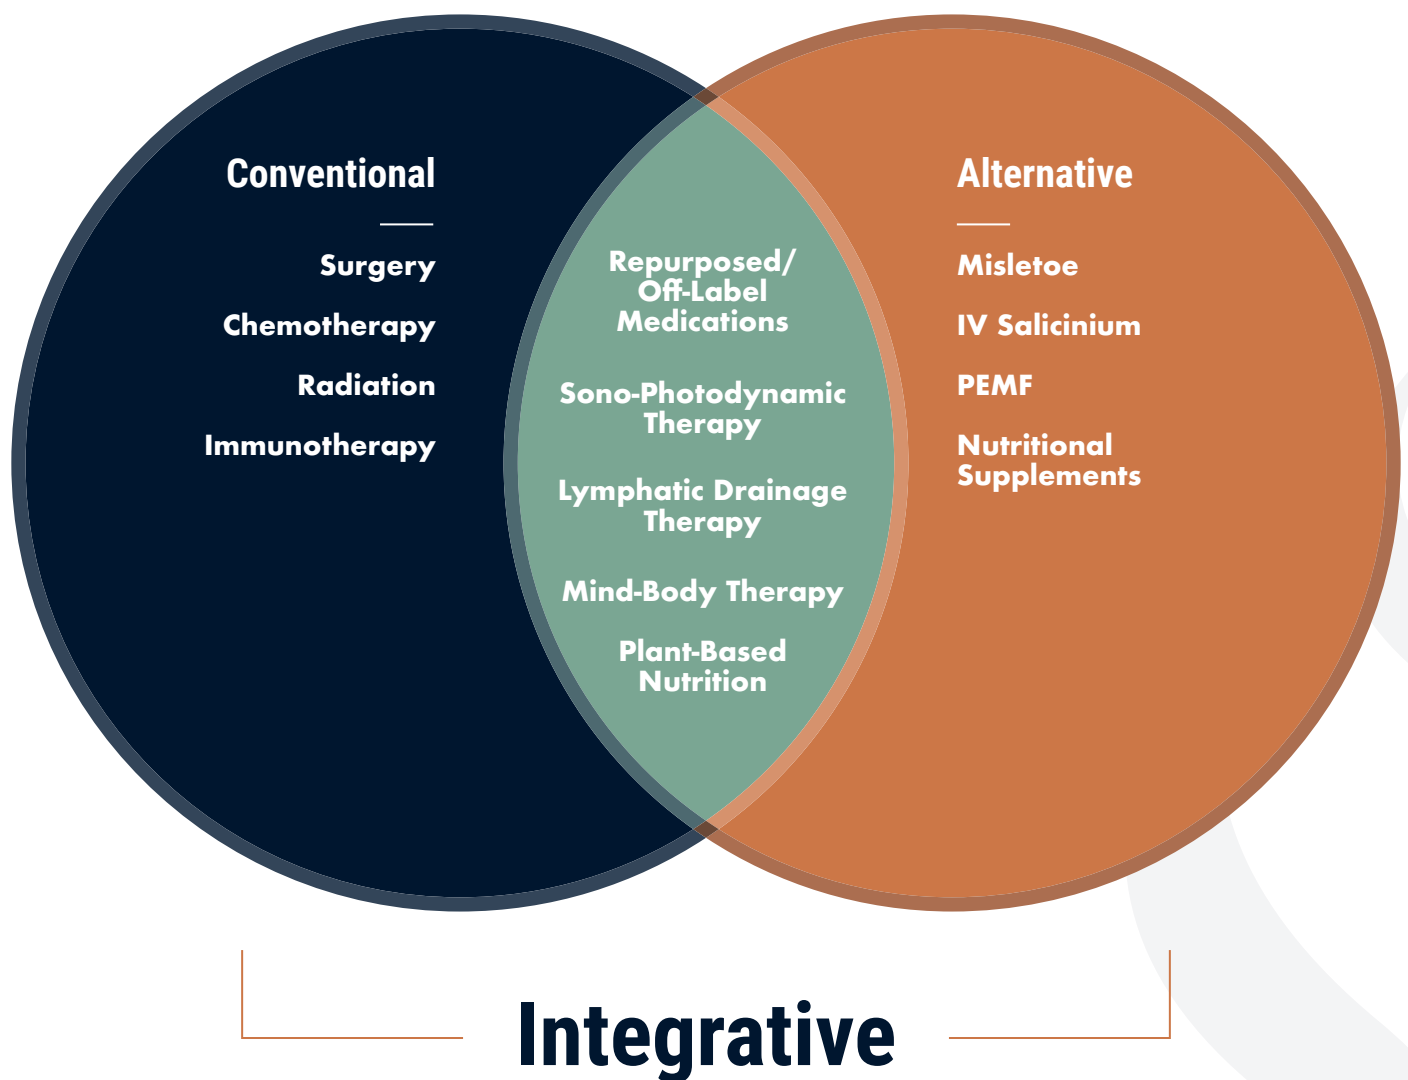 Conventional
Surgery
Chemotherapy
Radiation
Immunotherapy
Repurposed/
Off-Label
Medications
Sono-Photodynamic
Therapy
Lymphatic Drainage
Therapy
Mind-Body Therapy
Plant-Based
Nutrition
Alternative
Misletoe
IV Salicinium
PEMF
Nutritional
Supplements
Integrative